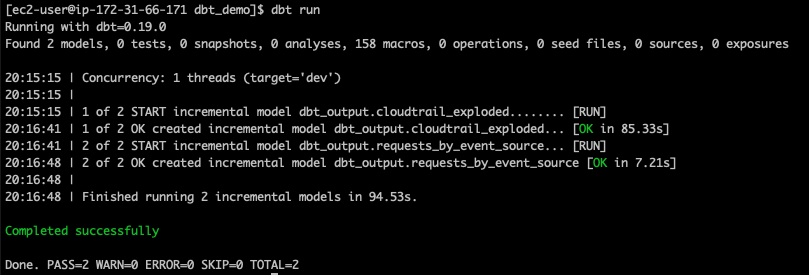 [ec2-user@ip-172-31-66-171 dbt_demo]$ dbt run
Running with dbt=0.19.0
Found 2 models, 0 tests, 0 snapshots, 0 analyses, 158 macros, 0 operations, 0 seed files, 0 sources, 0 exposures
20:15:15 | Concurrency: 1 threads (target='dev')
20:15:15 |
20:15:15 | 1 of 2 START incremental model dbt_output.cloudtrail_exploded........ [RUN]
20:16:41 | 1 of 2 OK created incremental model dbt_output.cloudtrail_exploded... [OK in 85.33s]
20:16:41 | 2 of 2 START incremental model dbt_output.requests_by_event_source... [RUN]
20:16:48 | 2 of 2 OK created incremental model dbt_output.requests_by_event_source [OK in 7.21s]
20:16:48 |
20:16:48 | Finished running 2 incremental models in 94.53s.
Completed successfully
Done. PASS=2 WARN=0 ERROR=0 SKIP=0 TOTAL=2